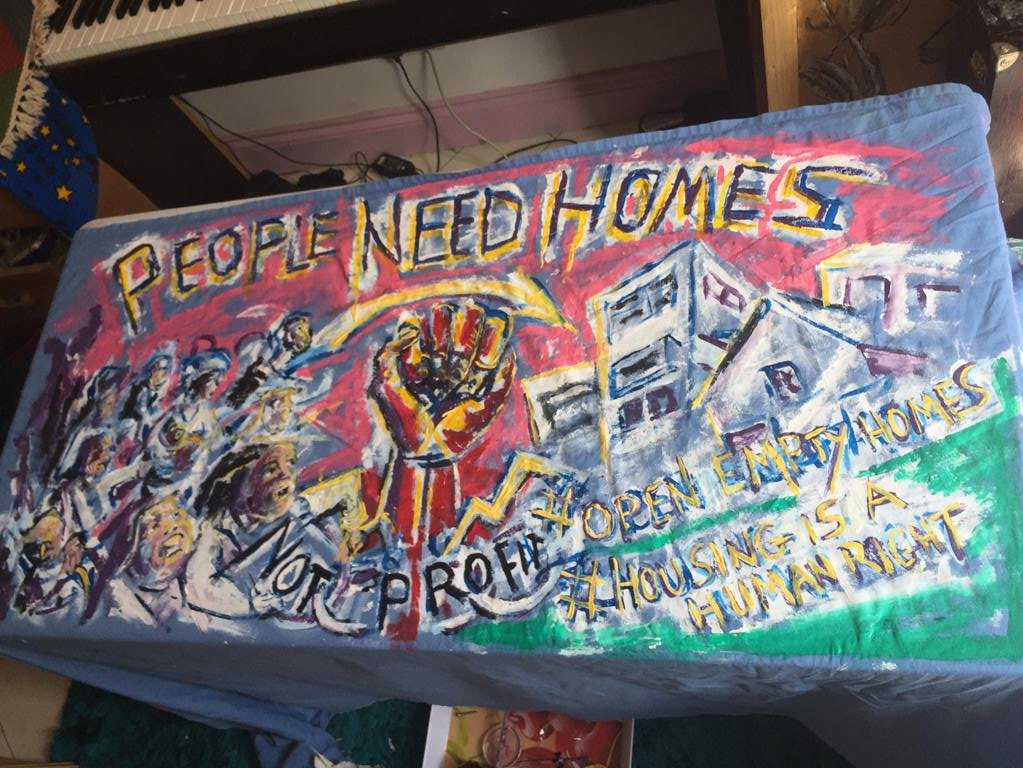 PEOPLE NEED HOMES
NOT PROFIT
#OPEN EMPTY HOMES
#HOUSING IS A
HUMAN RIGHT